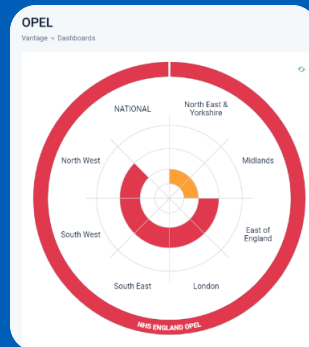 OPEL
Vantage → Dashboards
NATIONAL
North East &
Yorkshire
North West
Midlands
South West
East of
England
South East
London
NHS ENGLAND OPEL